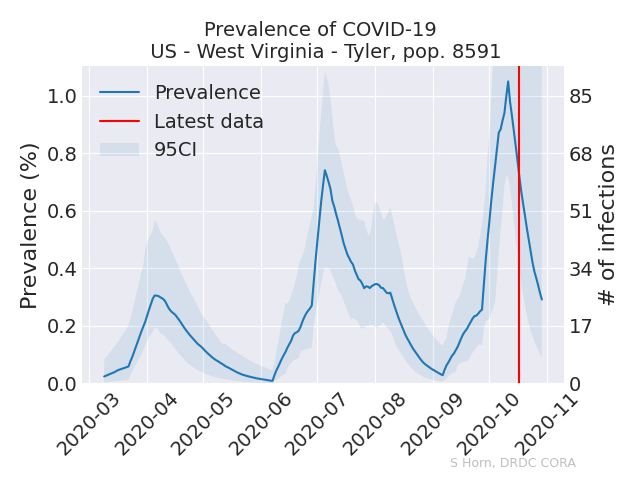 Prevalence of COVID-19
US - West Virginia - Tyler, pop. 8591
Prevalence
Latest data
95CI
Prevalence (%)
1.0
0.8
0.6
0.4
0.2
0.0
# of infections
85
68
51
34
17
0
2020-03
2020-04
2020-05
2020-06
2020-07
2020-08
2020-09
2020-10
2020-11
S Horn, DRDC CORA